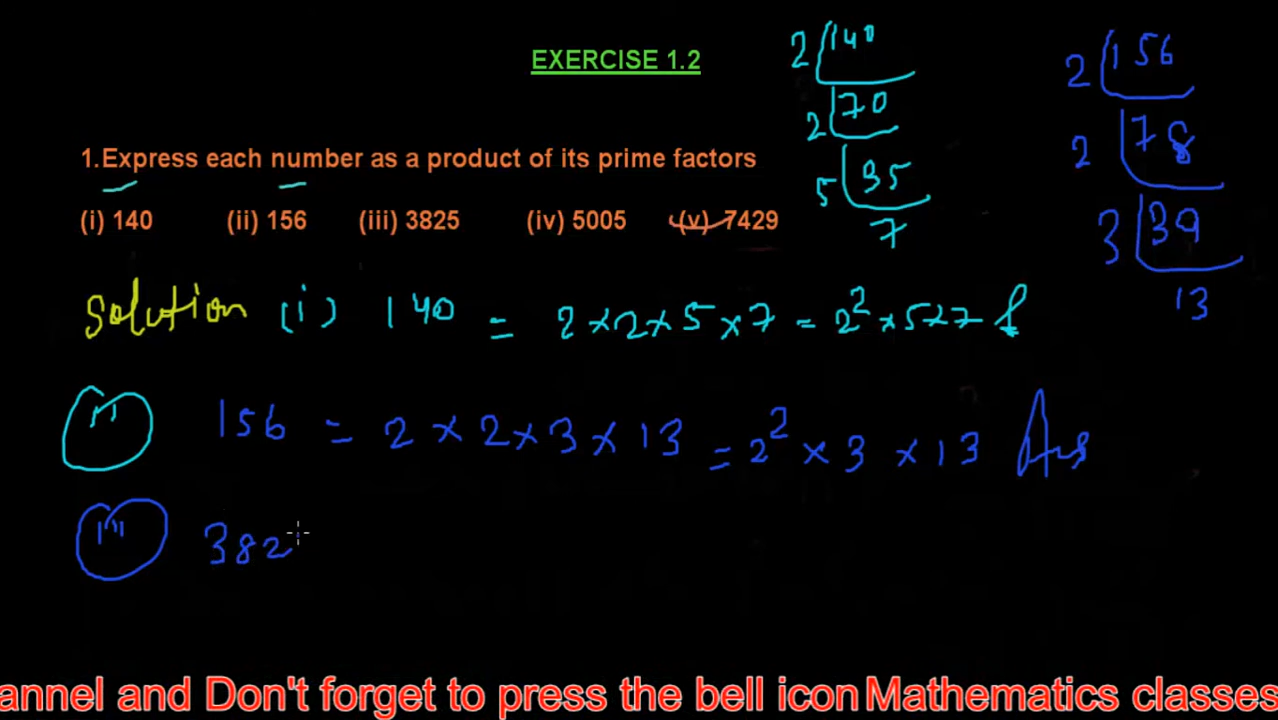 EXERCISE 1.2
1.Express each number as a product of its prime factors
(i) 140 (ii) 156 (iii) 3825 (iv) 5005 (v) 7429
2 140
2 70
5 35
7
2 156
2 78
3 39
13
Solution (i) 140 = 2 × 2 × 5 × 7 = 2² × 5 × 7
(ii) 156 = 2 × 2 × 3 × 13 = 2² × 3 × 13 Ans
(iii) 382
annel and Don't forget to press the bell icon Mathematics classes